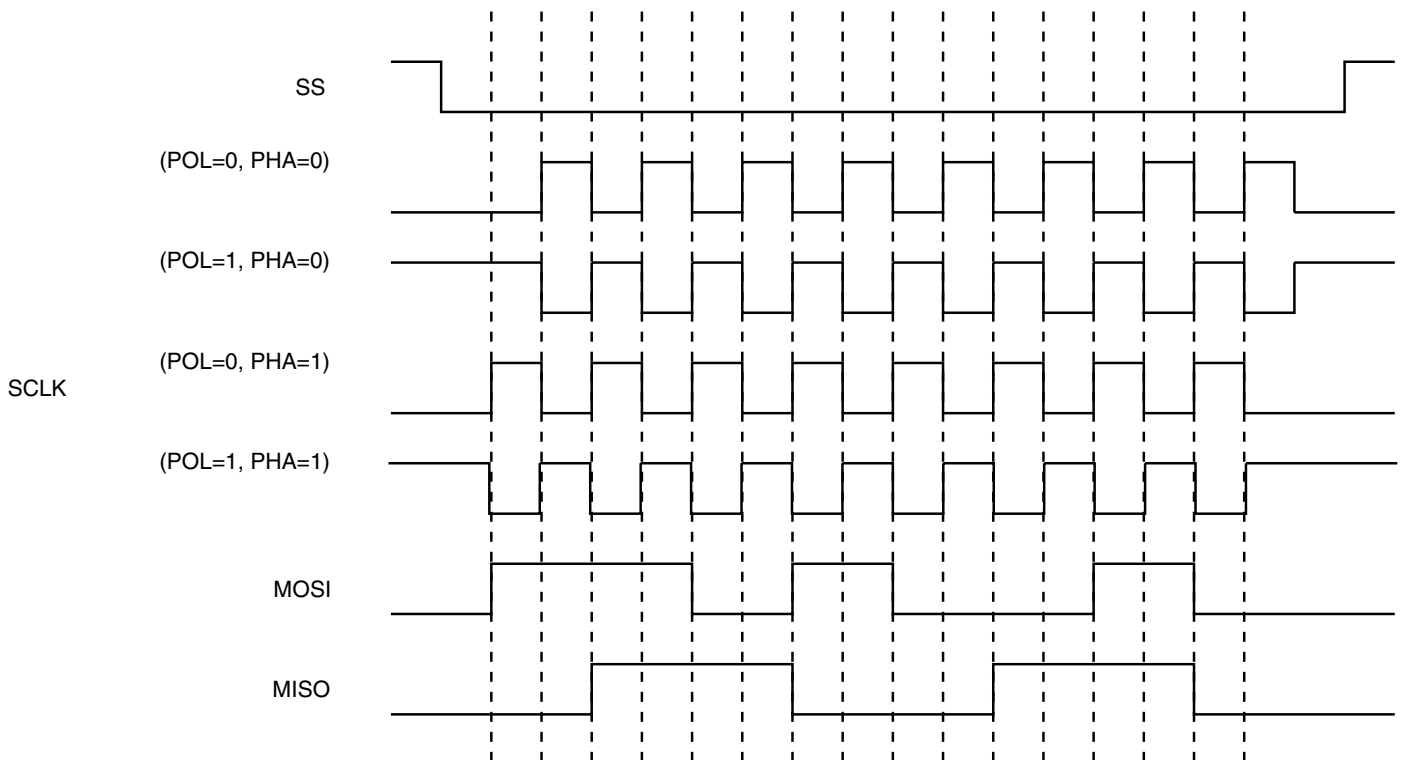 SS
(POL=0, PHA=0)
(POL=1, PHA=0)
(POL=0, PHA=1)
SCLK
(POL=1, PHA=1)
MOSI
MISO